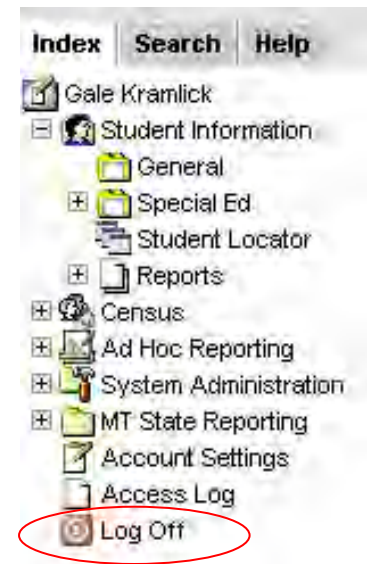 Index Search Help
Gale Kramlick
Student Information
General
Special Ed
Student Locator
Reports
Census
Ad Hoc Reporting
System Administration
MT State Reporting
Account Settings
Access Log
Log Off